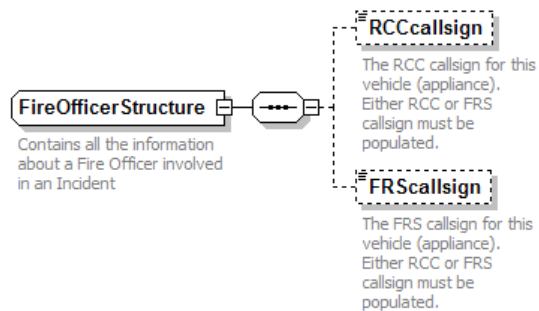 RCCcallsign
The RCC callsign for this
vehicle (appliance).
Either RCC or FRS
callsign must be
populated.
FireOfficerStructure
Contains all the information
about a Fire Officer involved
in an Incident
FRScallsign
The FRS callsign for this
vehicle (appliance).
Either RCC or FRS
callsign must be
populated.